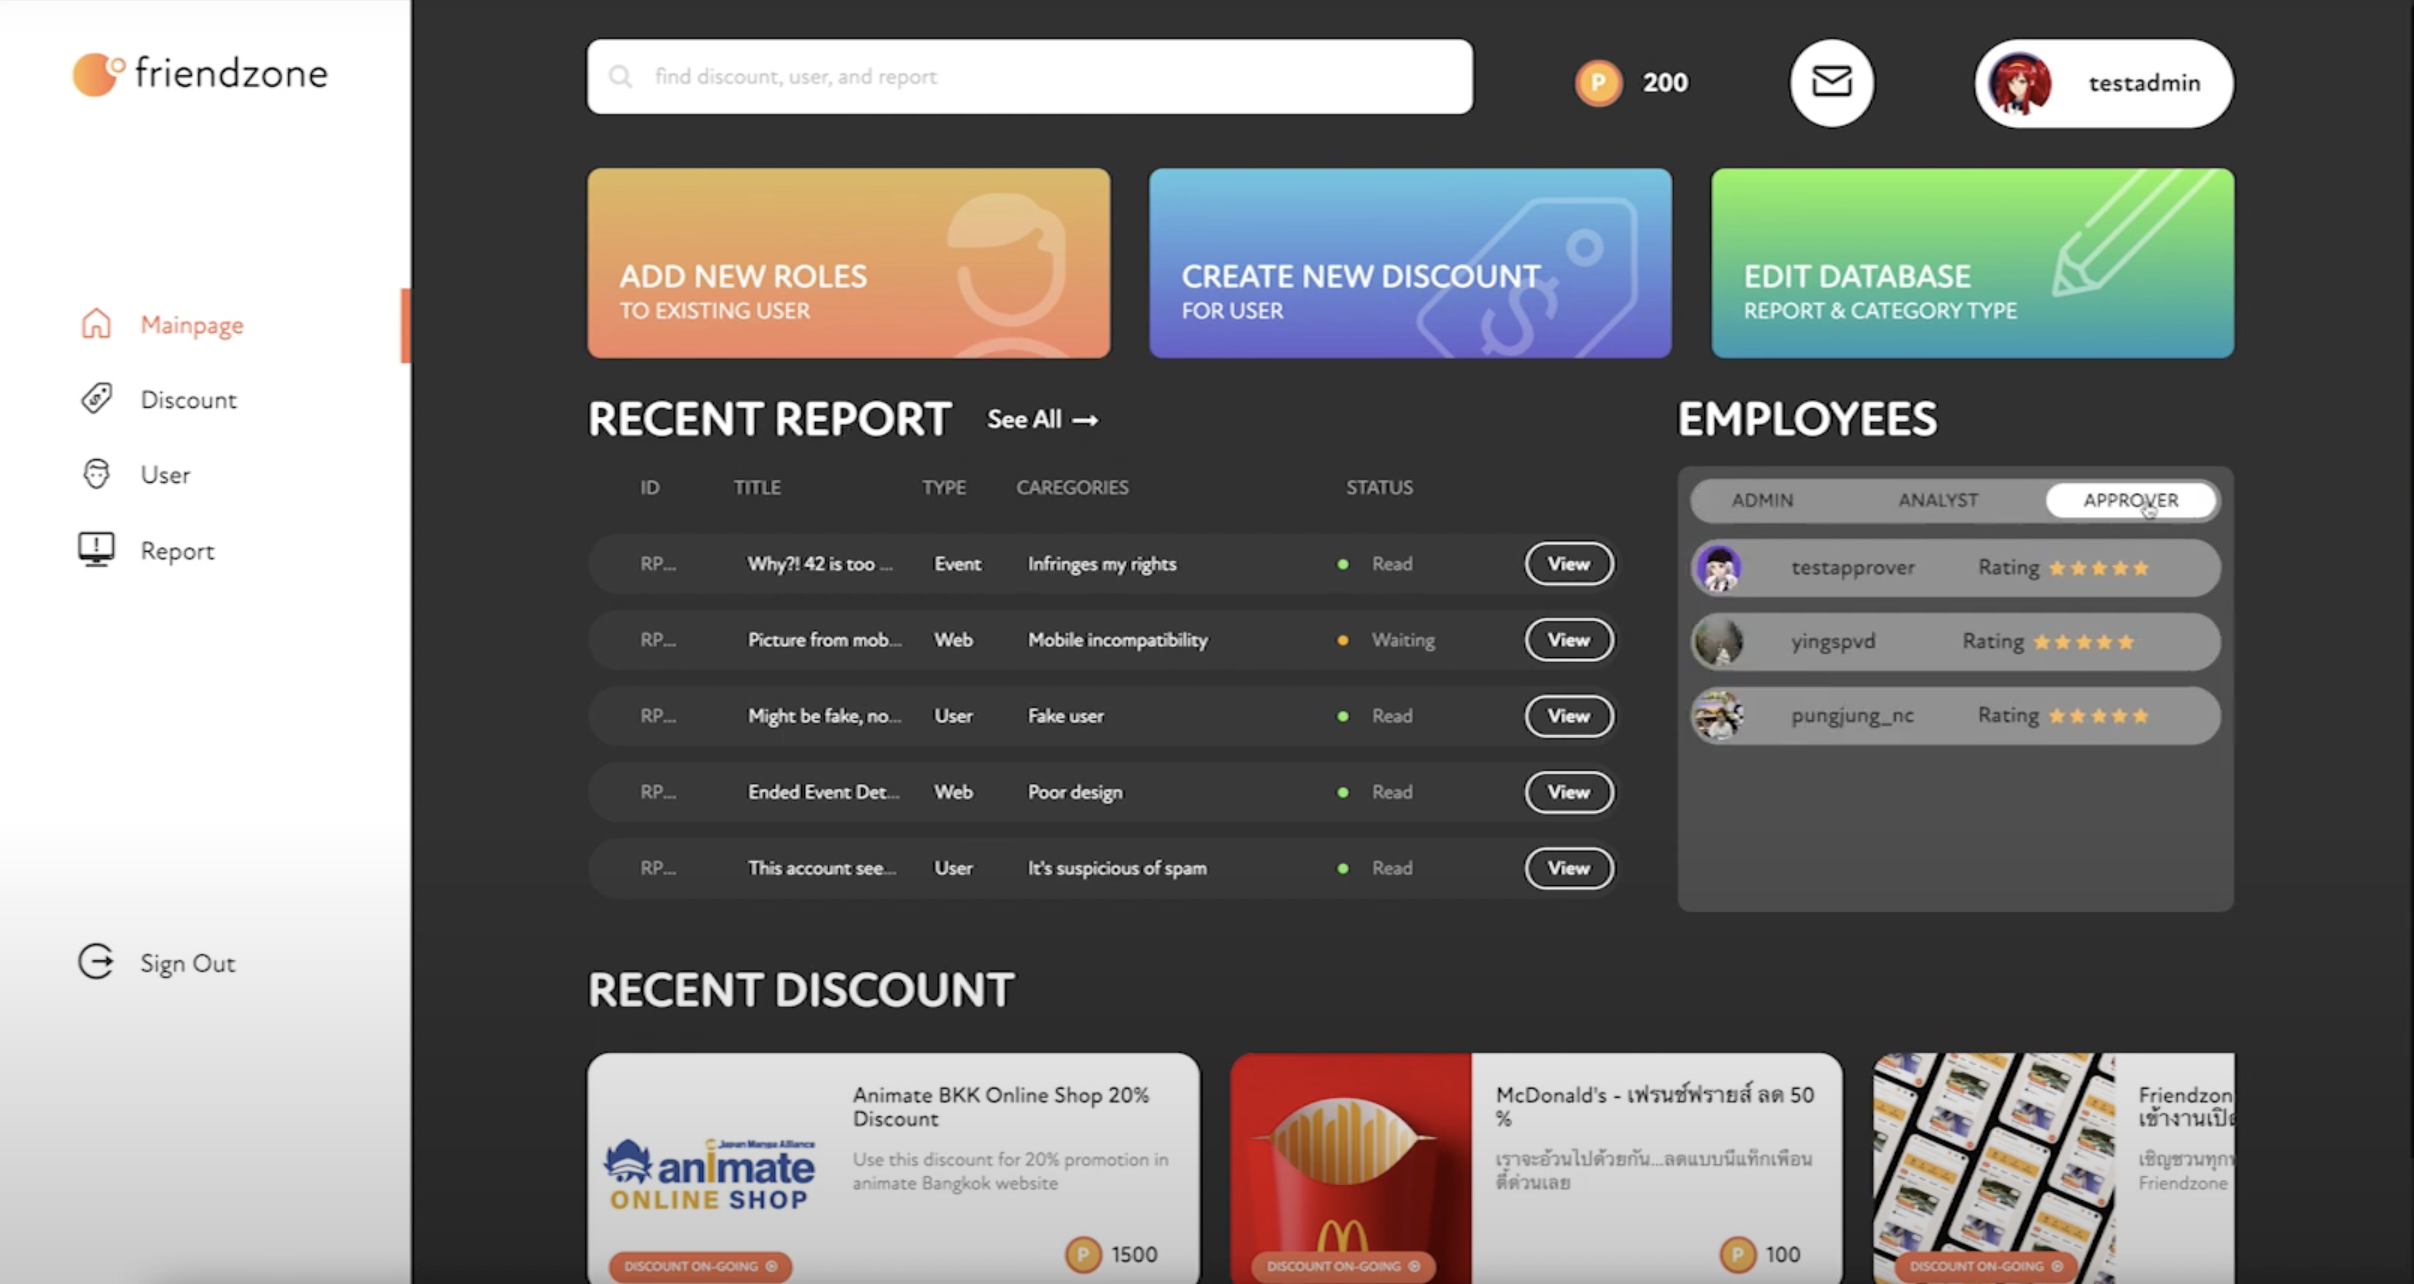 friendzone
find discount, user, and report
P 200
testadmin
Mainpage
Discount
User
Report
Sign Out
ADD NEW ROLES
TO EXISTING USER
CREATE NEW DISCOUNT
FOR USER
EDIT DATABASE
REPORT & CATEGORY TYPE
RECENT REPORT See All →
ID TITLE TYPE CAREGORIES STATUS
RP... Why?! 42 is too ... Event Infringes my rights Read View
RP... Picture from mob... Web Mobile incompatibility Waiting View
RP... Might be fake, no... User Fake user Read View
RP... Ended Event Det... Web Poor design Read View
RP... This account see... User It's suspicious of spam Read View
EMPLOYEES
ADMIN ANALYST APPROVER
testapprover Rating
yingspvd Rating
pungjung_nc Rating
RECENT DISCOUNT
Japan Manga Alliance
animate
ONLINE SHOP
DISCOUNT ON-GOING
Animate BKK Online Shop 20%
Discount
Use this discount for 20% promotion in
animate Bangkok website
P 1500
DISCOUNT ON-GOING
McDonald's - เฟรนช์ฟรายส์ ลด 50
%
เราจะอ้วนไปด้วยกัน...ลดแบบนี้แท็กเพื่อน
ตี้ด่วนเลย
P 100
DISCOUNT ON-GOING
Friendzon
เข้างานเปิด
เชิญชวนทุก
Friendzone